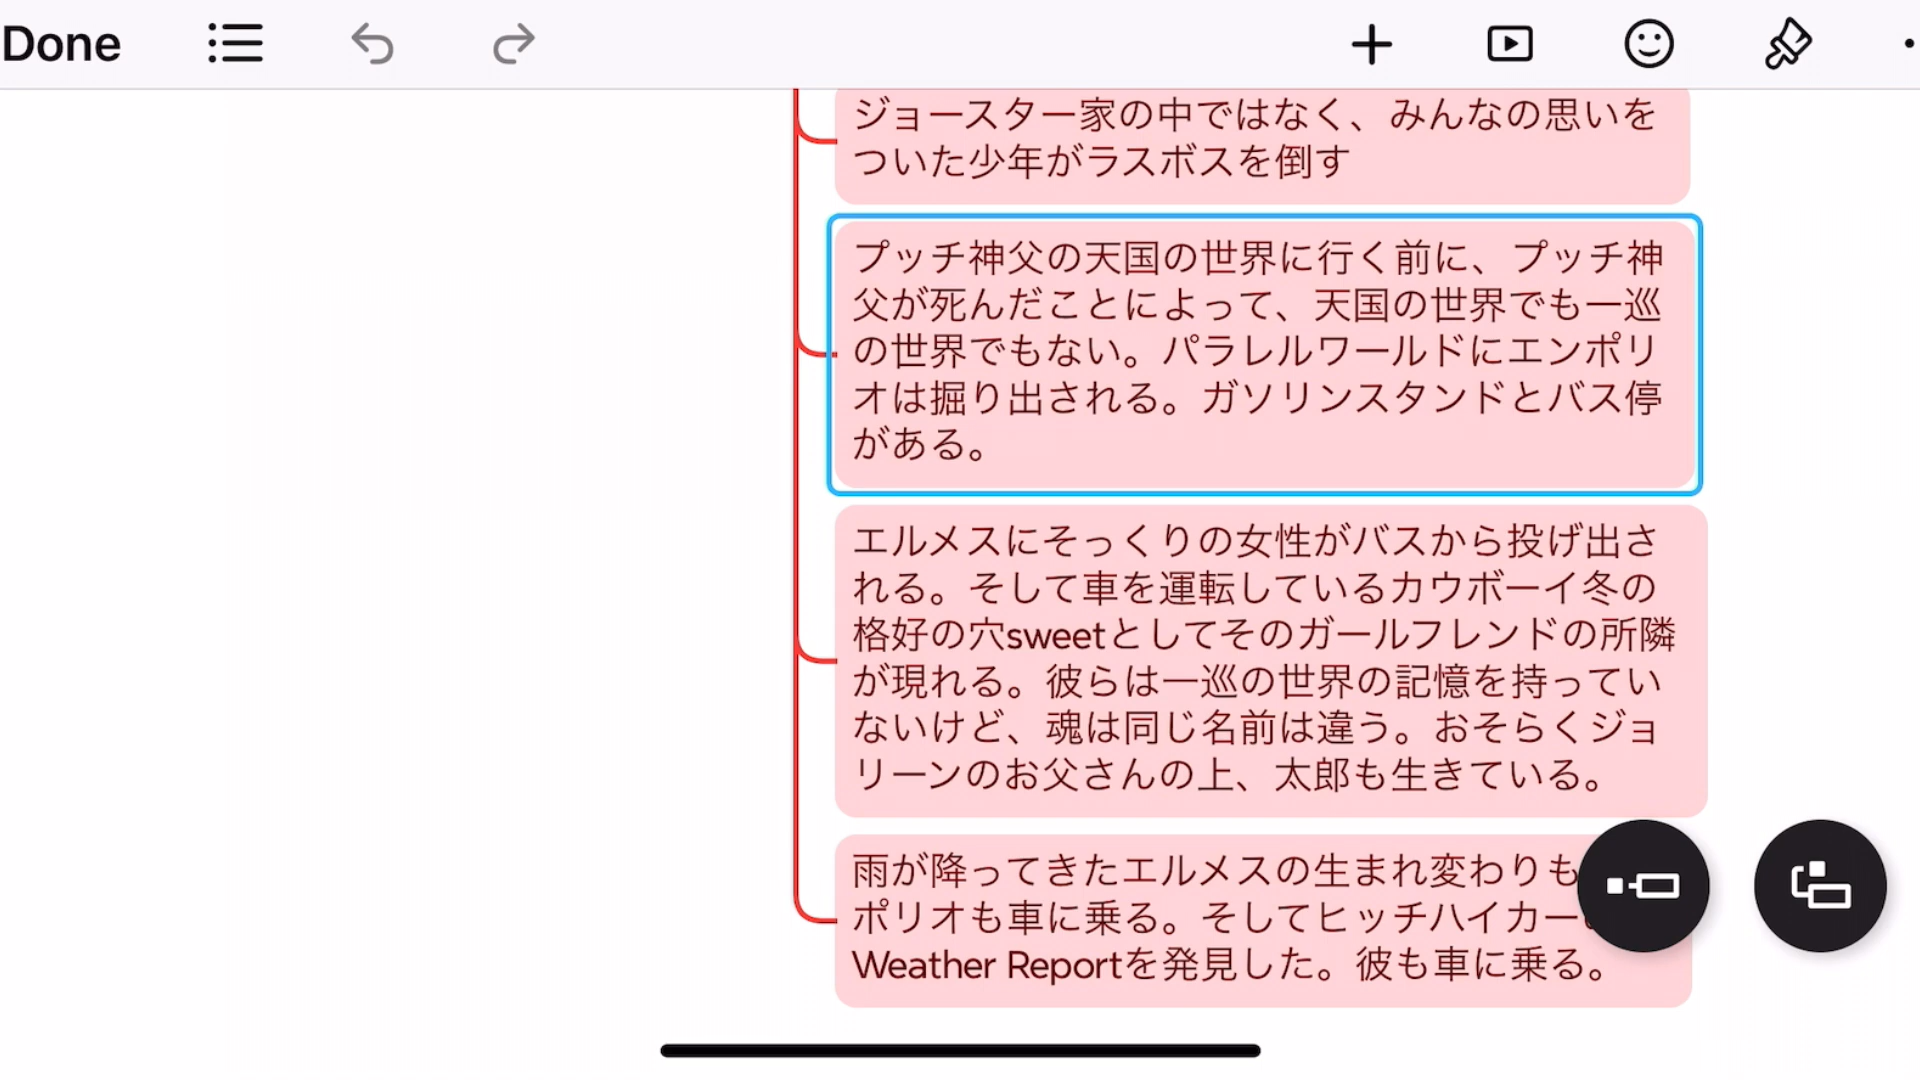 Done
ジョースター家の中ではなく、みんなの思いを
ついた少年がラスボスを倒す
プッチ神父の天国の世界に行く前に、プッチ神
父が死んだことによって、天国の世界でも一巡
の世界でもない。パラレルワールドにエンポリ
オは掘り出される。ガソリンスタンドとバス停
がある。
エルメスにそっくりの女性がバスから投げ出さ
れる。そして車を運転しているカウボーイ冬の
格好の穴sweetとしてそのガールフレンドの所隣
が現れる。彼らは一巡の世界の記憶を持ってい
ないけど、魂は同じ名前は違う。おそらくジョ
リーンのお父さんの上、太郎も生きている。
雨が降ってきたエルメスの生まれ変わりも
ポリオも車に乗る。そしてヒッチハイカー
Weather Reportを発見した。彼も車に乗る。